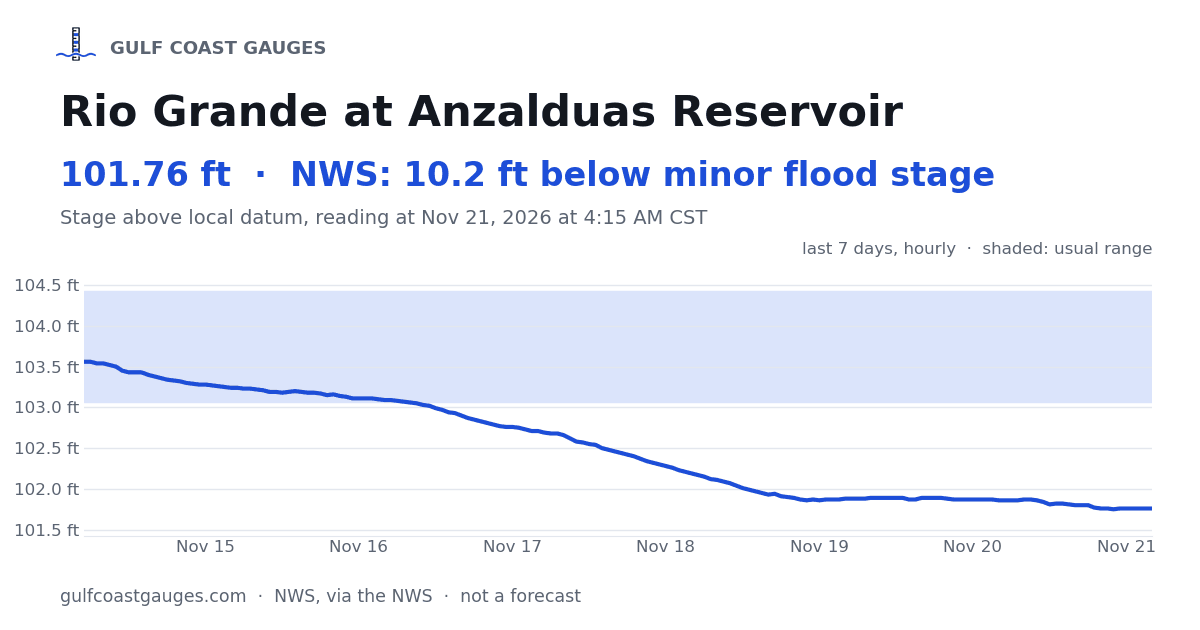 GULF COAST GAUGES
Rio Grande at Anzalduas Reservoir
101.76 ft · NWS: 10.2 ft below minor flood stage
Stage above local datum, reading at Nov 21, 2026 at 4:15 AM CST
last 7 days, hourly · shaded: usual range
104.5 ft
104.0 ft
103.5 ft
103.0 ft
102.5 ft
102.0 ft
101.5 ft
Nov 15 Nov 16 Nov 17 Nov 18 Nov 19 Nov 20 Nov 21
gulfcoastgauges.com · NWS, via the NWS · not a forecast